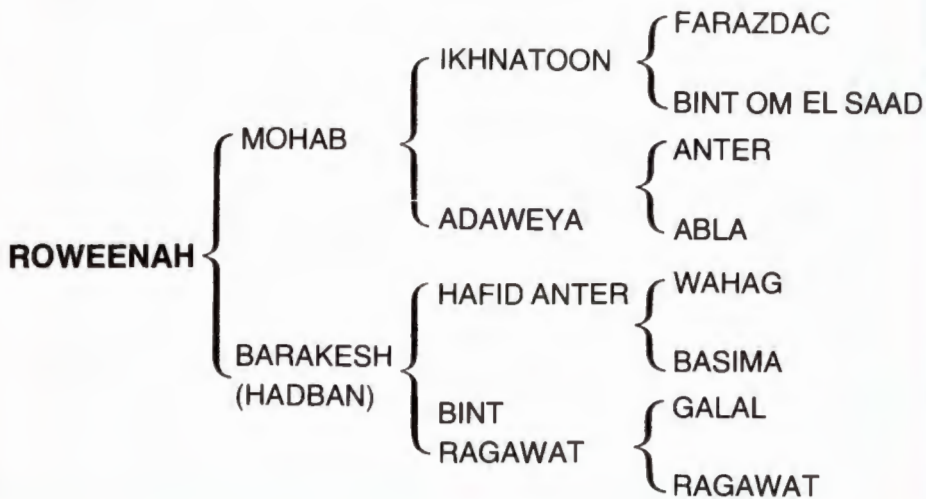 FARAZDAC
IKHNATOON
BINT OM EL SAAD
MOHAB
ANTER
ADAWEYA
ABLA
ROWEENAH
WAHAG
HAFID ANTER
BASIMA
BARAKESH
(HADBAN)
GALAL
BINT
RAGAWAT
RAGAWAT